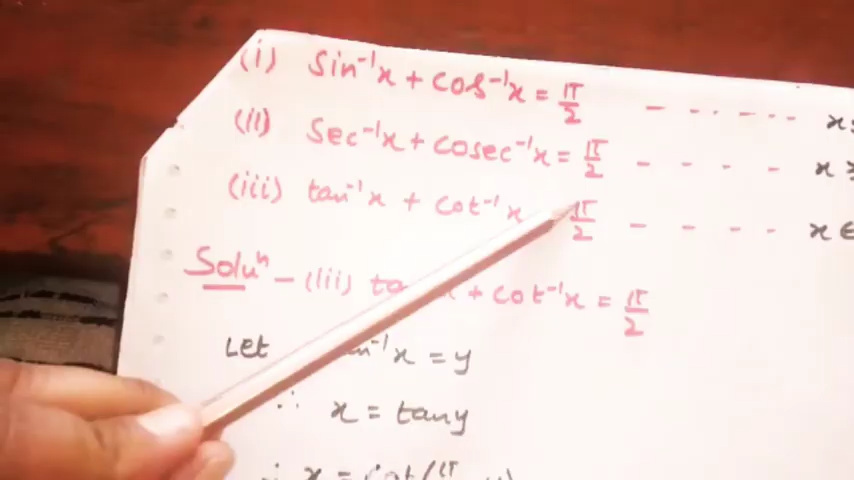 (i) Sin⁻¹x + cos⁻¹x = π/2 - - - - - - x
(ii) Sec⁻¹x + cosec⁻¹x = π/2 - - - - x
(iii) tan⁻¹x + cot⁻¹x π/2 - - - - x ∈
Soluⁿ - (iii) + cot⁻¹x = π/2
Let x = y
∴ x = tany
x =